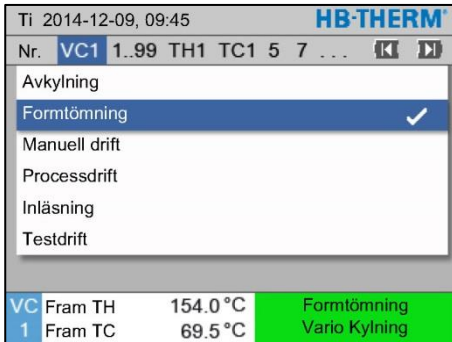 Ti 2014-12-09, 09:45 HB-THERM®
Nr. VC1 1..99 TH1 TC1 5 7 ...
Avkylning
Formtömning
Manuell drift
Processdrift
Inläsning
Testdrift
VC Fram TH 154.0 °C Formtömning
1 Fram TC 69.5 °C Vario Kylning